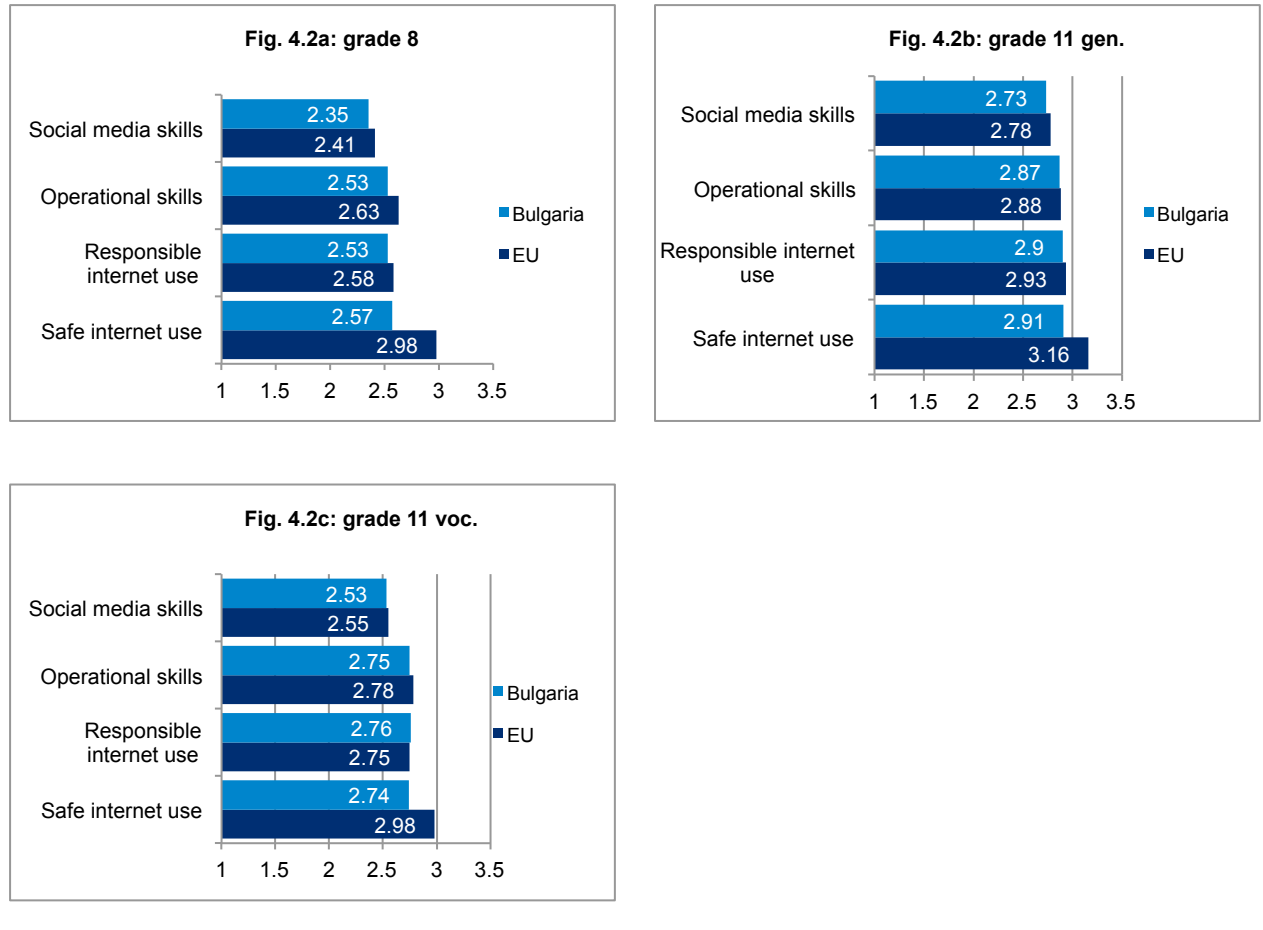 Fig. 4.2a: grade 8
Social media skills
2.35
2.41
Operational skills
2.53
2.63
Responsible
internet use
2.53
2.58
Safe internet use
2.57
2.98
1 1.5 2 2.5 3 3.5
Bulgaria
EU
Fig. 4.2b: grade 11 gen.
Social media skills
2.73
2.78
Operational skills
2.87
2.88
Responsible internet
use
2.9
2.93
Safe internet use
2.91
3.16
1 1.5 2 2.5 3 3.5
Bulgaria
EU
Fig. 4.2c: grade 11 voc.
Social media skills
2.53
2.55
Operational skills
2.75
2.78
Responsible
internet use
2.76
2.75
Safe internet use
2.74
2.98
1 1.5 2 2.5 3 3.5
Bulgaria
EU